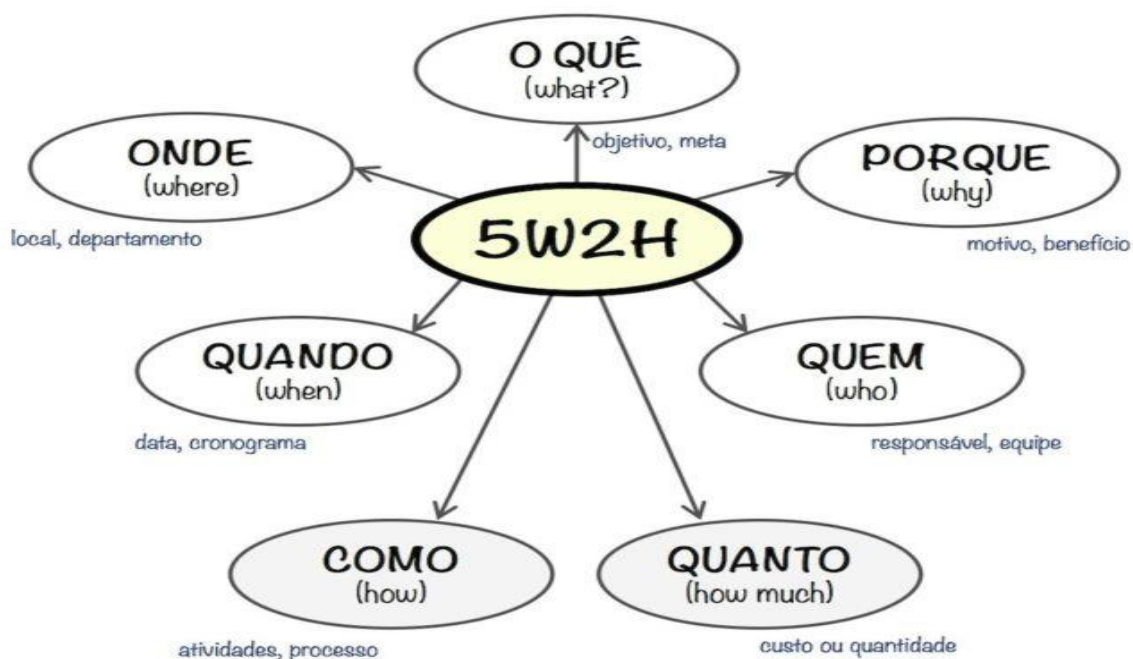 O QUÊ
(what?)
objetivo, meta
ONDE
(where)
local, departamento
PORQUE
(why)
motivo, benefício
5W2H
QUANDO
(when)
data, cronograma
QUEM
(who)
responsável, equipe
COMO
(how)
atividades, processo
QUANTO
(how much)
custo ou quantidade